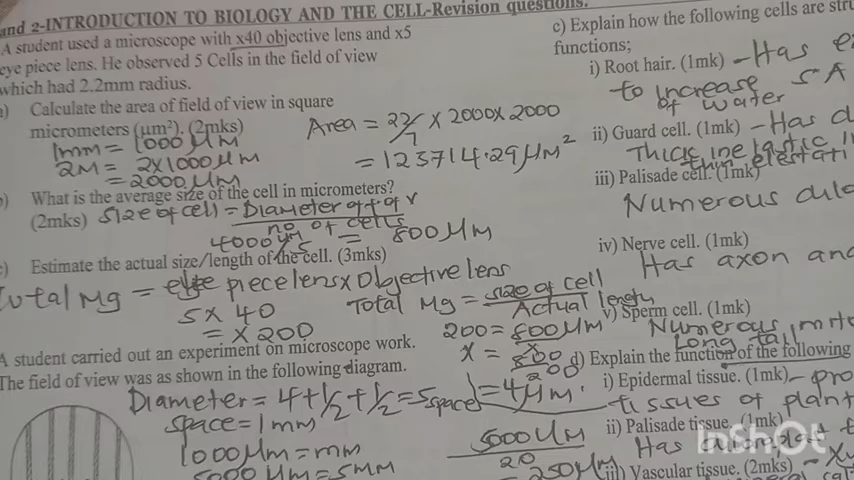 and 2-INTRODUCTION TO BIOLOGY AND THE CELL-Revision questions.
A student used a microscope with x40 objective lens and x5
eye piece lens. He observed 5 Cells in the field of view
which had 2.2mm radius.
Calculate the area of field of view in square
micrometers (μm²). (2mks)
1mm = 1000 μm
2M = 2x1000 μm
= 2000 μm
Area = 22/7 x 2000 x 2000
= 123714.29 μm²
What is the average size of the cell in micrometers?
(2mks) Size of cell = Diameter of f of v
no of cells
4000 μm/5 = 800 μm
Estimate the actual size/length of the cell. (3mks)
Total Mg = eye piece lens x Objective lens
5 x 40
= x 200
Total Mg = size of cell
Actual length
200 = 800 μm
x
x = 800
200
= 4 μm.
A student carried out an experiment on microscope work.
The field of view was as shown in the following diagram.
Diameter = 4+1/2+1/2 = 5 space
space = 1mm
1000 μm = mm
5000 μm = 5mm
5000 μm
20
= 250 μm
c) Explain how the following cells are
functions;
i) Root hair. (1mk) - Has
to increase SA
of water
ii) Guard cell. (1mk) - Has
Thick inelastic
thin
iii) Palisade cell. (1mk)
Numerous
iv) Nerve cell. (1mk)
Has axon and
v) Sperm cell. (1mk)
Numerous
long tail
d) Explain the function of the following
i) Epidermal tissue. (1mk) -
tissues of plant
ii) Palisade tissue. (1mk)
Has
iii) Vascular tissue. (2mks) -
InShOt